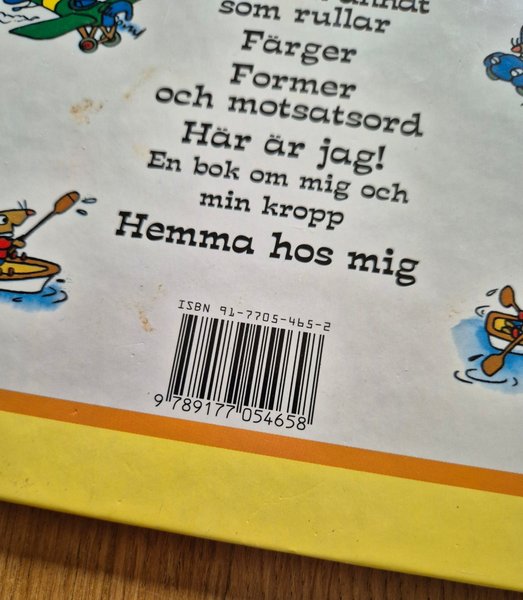 som rullar
Färger
Former
och motsatsord
Här är jag!
En bok om mig och
min kropp
Hemma hos mig
ISBN 91-7705-465-2
9 789177 054658